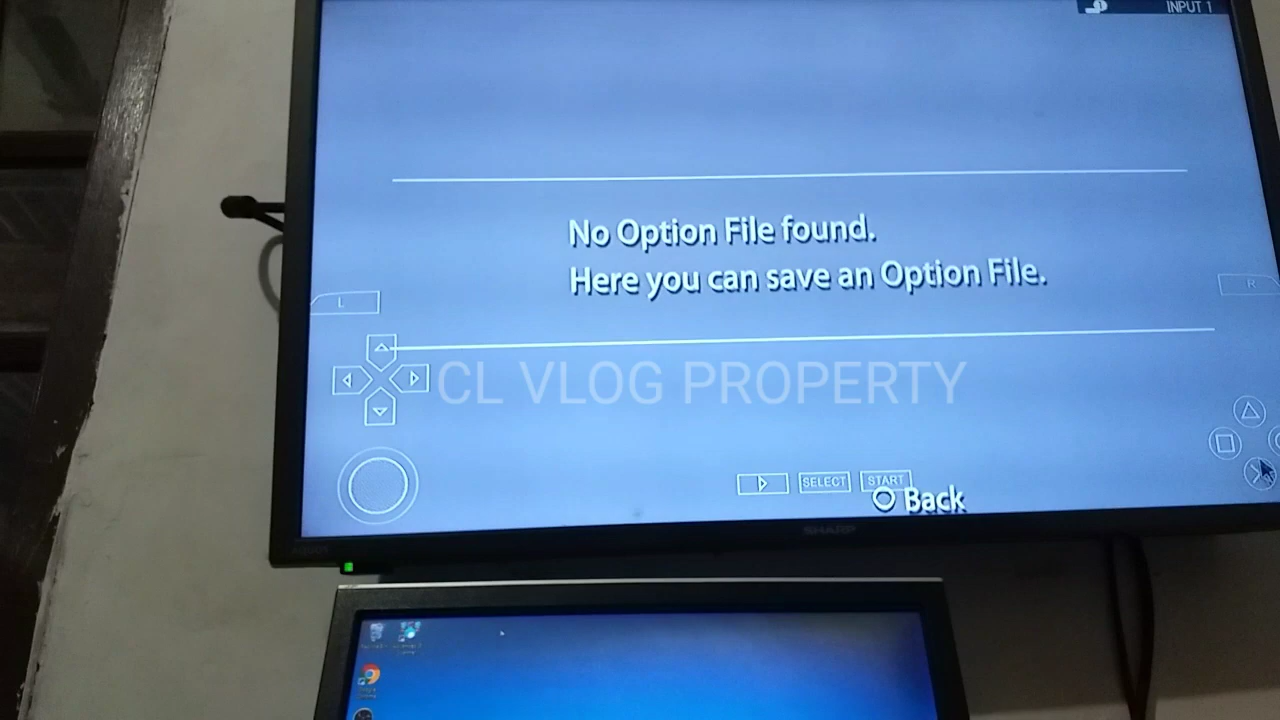 INPUT 1
No Option File found.
Here you can save an Option File.
L
R
CL VLOG PROPERTY
SELECT
START
Back
SHARP